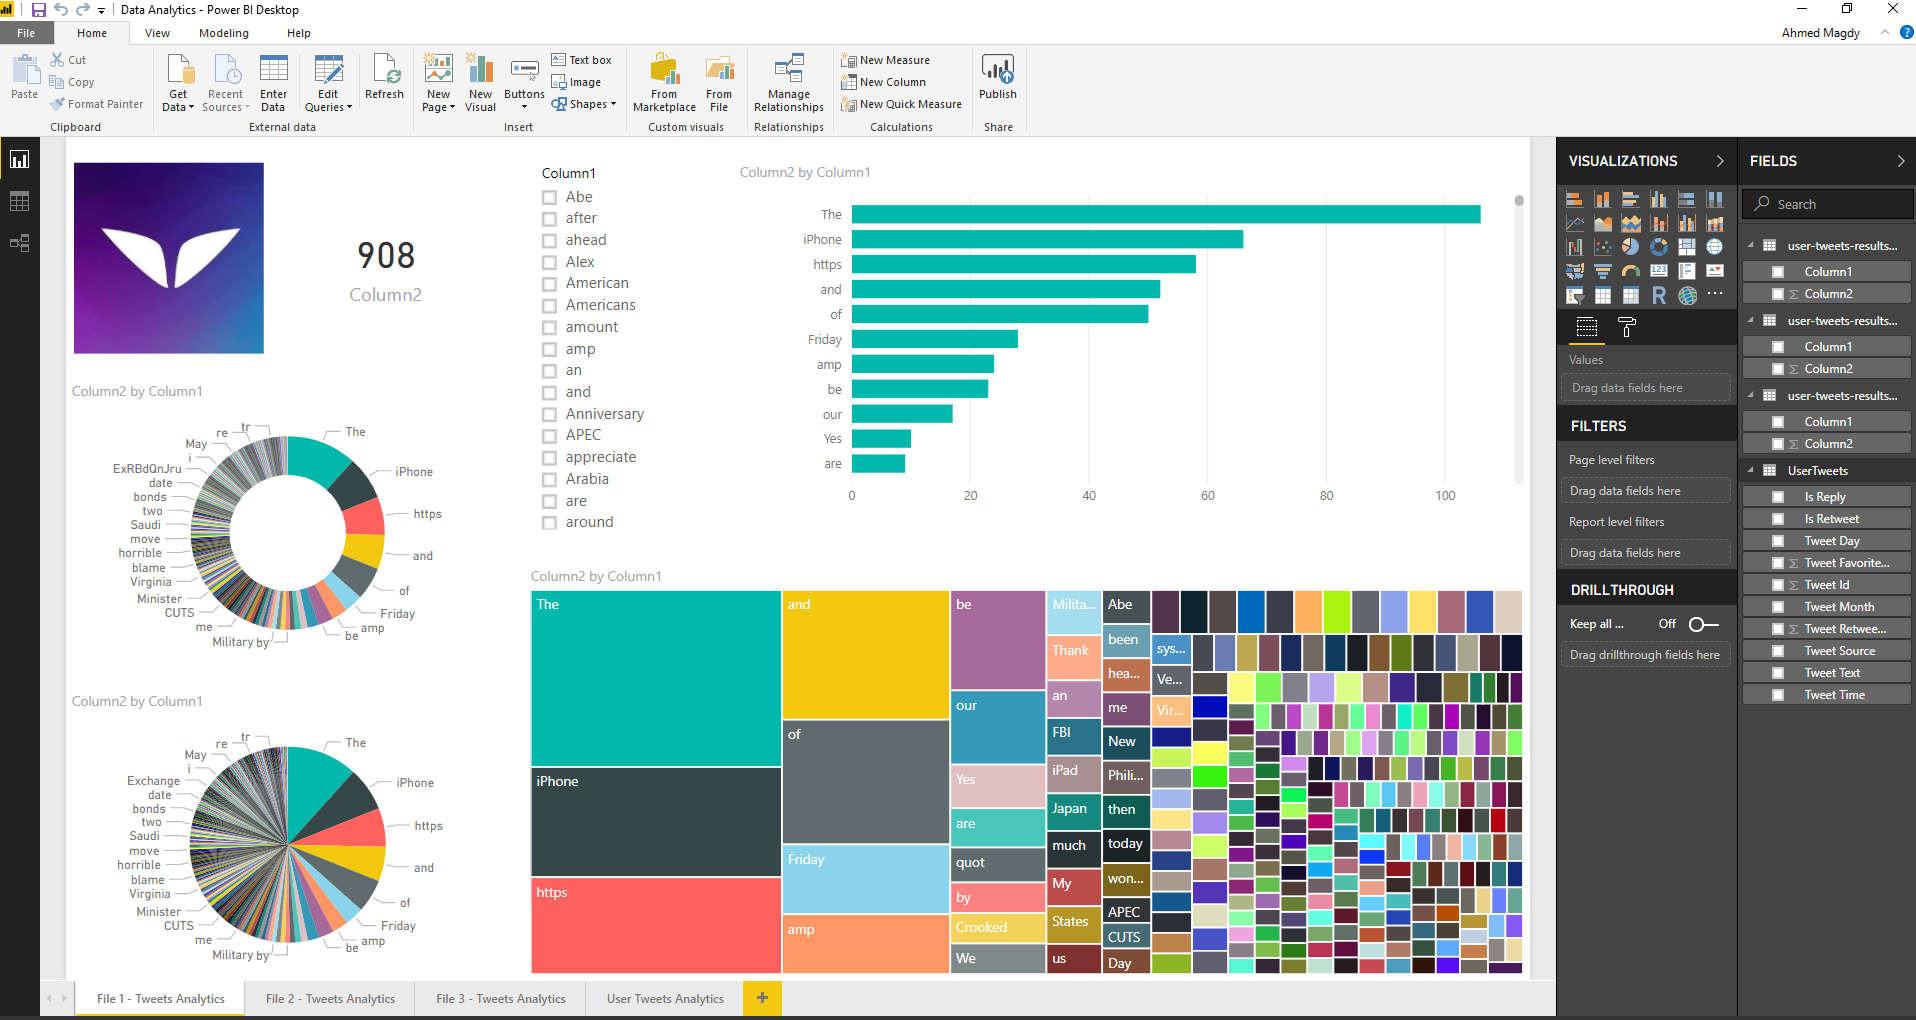 Data Analytics - Power BI Desktop
File Home View Modeling Help
Ahmed Magdy
Paste
Cut
Copy
Format Painter
Clipboard
Get Data
Recent Sources
Enter Data
Edit Queries
Refresh
External data
New Page
New Visual
Buttons
Text box
Image
Shapes
Insert
From Marketplace
From File
Custom visuals
Manage Relationships
Relationships
New Measure
New Column
New Quick Measure
Calculations
Publish
Share
908
Column2
Column1
Abe
after
ahead
Alex
American
Americans
amount
amp
an
and
Anniversary
APEC
appreciate
Arabia
are
around
Column2 by Column1
The
iPhone
https
and
of
Friday
amp
be
our
Yes
are
0 20 40 60 80 100
Column2 by Column1
The
iPhone
https
and
of
Friday
amp
be
Military by
me
CUTS
Minister
Virginia
blame
horrible
move
Saudi
two
bonds
date
ExRBdQnJru
i
May
re
tr
Column2 by Column1
The
iPhone
https
and
of
Friday
amp
be
Military by
me
CUTS
Minister
Virginia
blame
horrible
move
Saudi
two
bonds
date
Exchange
i
May
re
tr
Column2 by Column1
The
iPhone
https
and
of
Friday
amp
be
our
Yes
are
quot
by
Crooked
We
Milita...
Thank
an
FBI
iPad
Japan
much
My
States
us
Abe
been
hea...
me
New
Phili...
then
today
won...
APEC
CUTS
Day
sys...
Ve...
Vir...
File 1 - Tweets Analytics
File 2 - Tweets Analytics
File 3 - Tweets Analytics
User Tweets Analytics
+
VISUALIZATIONS
123
R
Values
Drag data fields here
FILTERS
Page level filters
Drag data fields here
Report level filters
Drag data fields here
DRILLTHROUGH
Keep all ... Off
Drag drillthrough fields here
FIELDS
Search
user-tweets-results...
Column1
Σ Column2
user-tweets-results...
Column1
Σ Column2
user-tweets-results...
Column1
Σ Column2
UserTweets
Is Reply
Is Retweet
Tweet Day
Σ Tweet Favorite...
Σ Tweet Id
Tweet Month
Σ Tweet Retwee...
Tweet Source
Tweet Text
Tweet Time